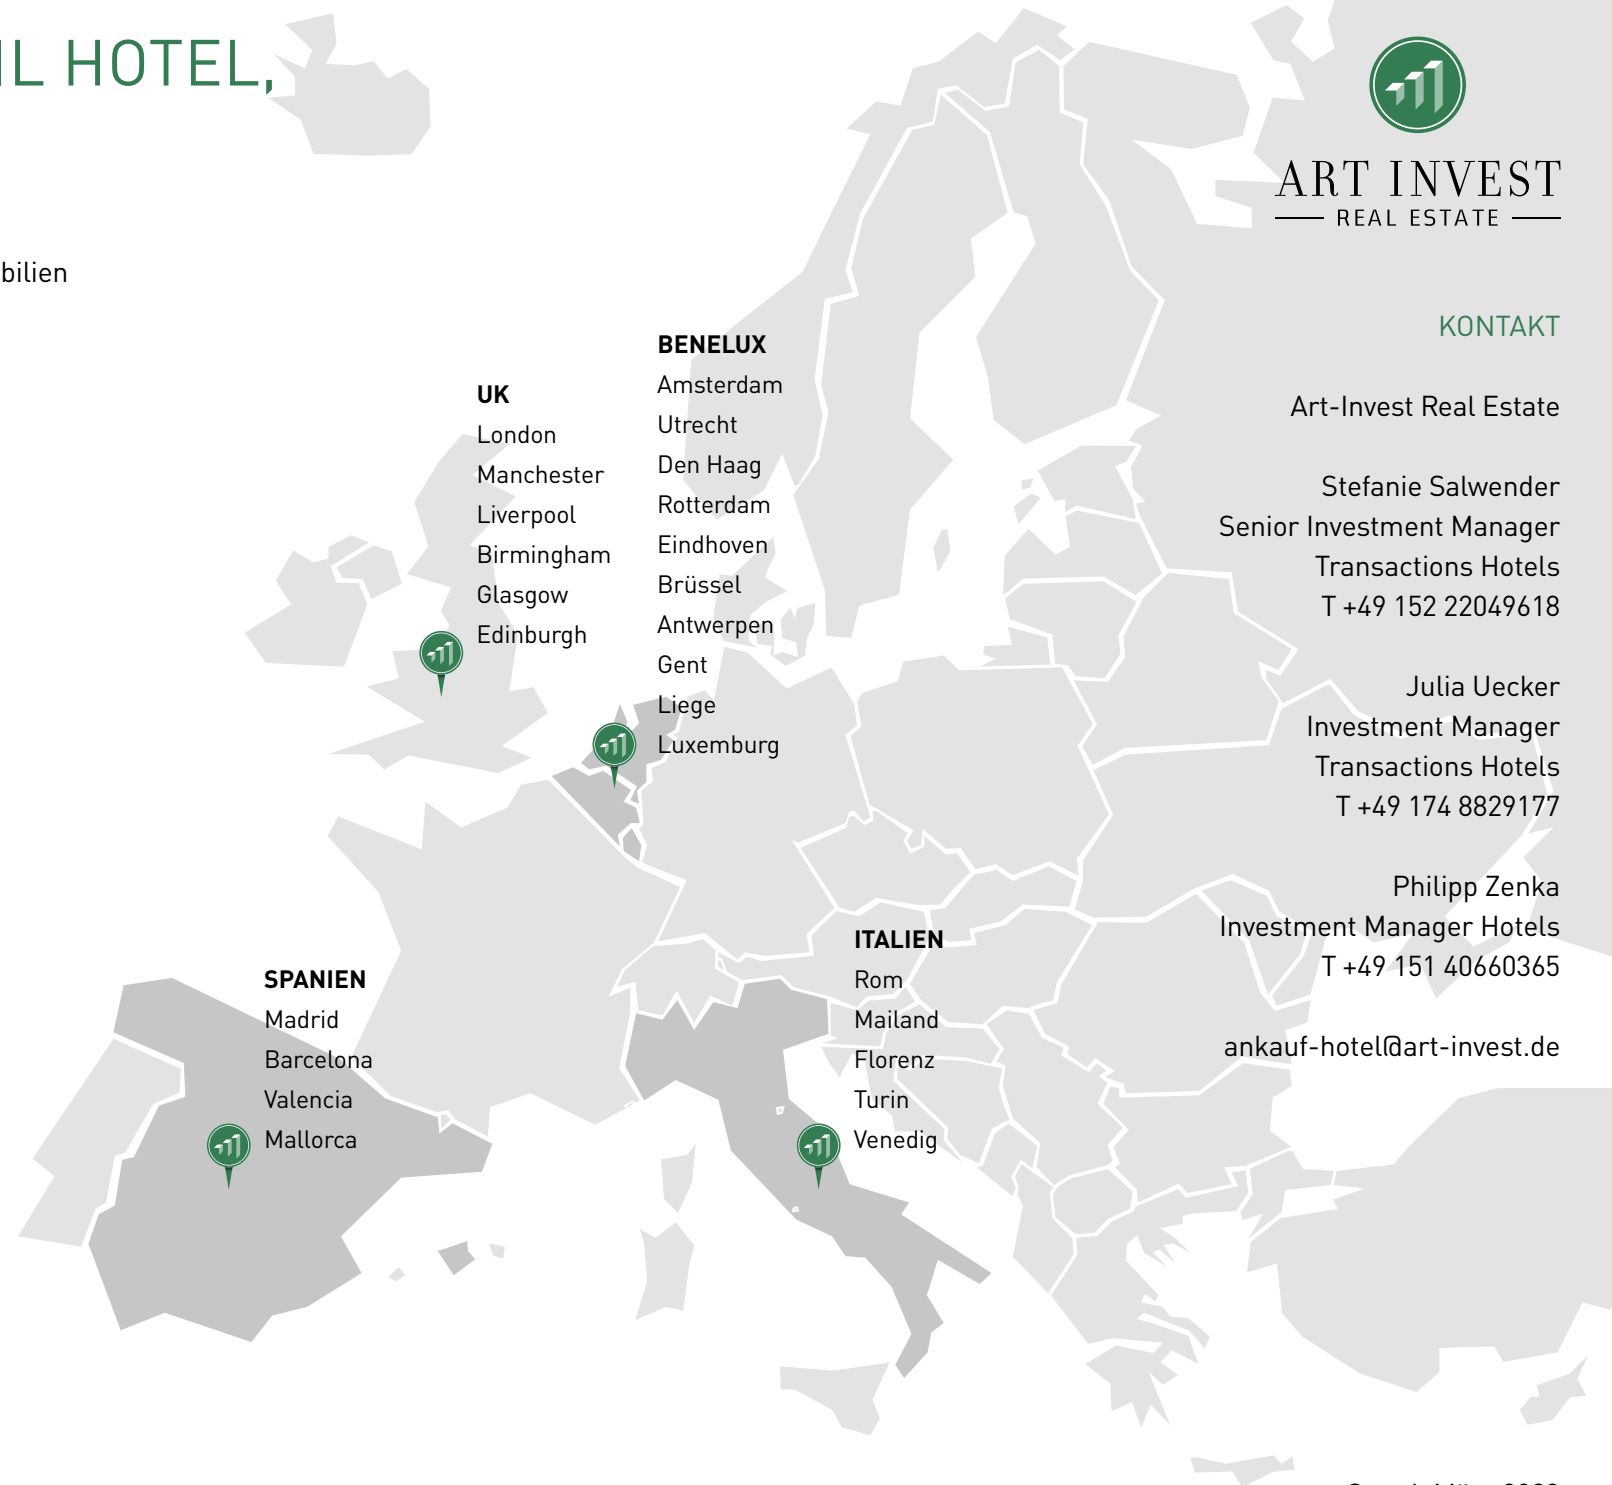 IL HOTEL,
bilien
ART INVEST
REAL ESTATE
BENELUX
Amsterdam
Utrecht
Den Haag
Rotterdam
Eindhoven
Brüssel
Antwerpen
Gent
Liege
Luxemburg
UK
London
Manchester
Liverpool
Birmingham
Glasgow
Edinburgh
SPANIEN
Madrid
Barcelona
Valencia
Mallorca
ITALIEN
Rom
Mailand
Florenz
Turin
Venedig
KONTAKT
Art-Invest Real Estate
Stefanie Salwender
Senior Investment Manager
Transactions Hotels
T +49 152 22049618
Julia Uecker
Investment Manager
Transactions Hotels
T +49 174 8829177
Philipp Zenka
Investment Manager Hotels
T +49 151 40660365
ankauf-hotel@art-invest.de